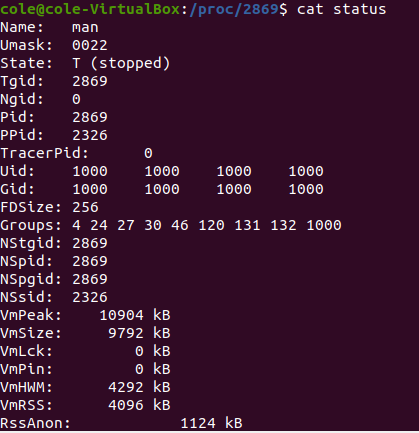 cole@cole-VirtualBox:/proc/2869$ cat status
Name:   man
Umask:  0022
State:  T (stopped)
Tgid:   2869
Ngid:   0
Pid:    2869
PPid:   2326
TracerPid:      0
Uid:    1000    1000    1000    1000
Gid:    1000    1000    1000    1000
FDSize: 256
Groups: 4 24 27 30 46 120 131 132 1000
NStgid: 2869
NSpid:  2869
NSpgid: 2869
NSsid:  2326
VmPeak:    10904 kB
VmSize:     9792 kB
VmLck:         0 kB
VmPin:         0 kB
VmHWM:      4292 kB
VmRSS:      4096 kB
RssAnon:            1124 kB